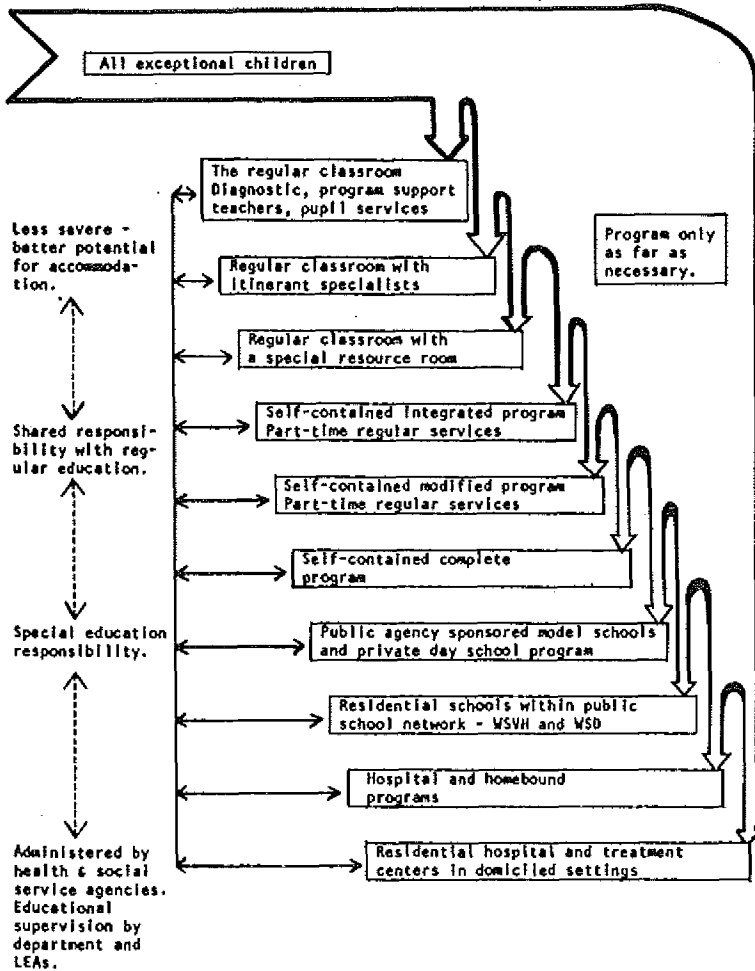 All exceptional children
The regular classroom
Diagnostic, program support
teachers, pupil services
Less severe -
better potential
for accommoda-
tion.
Program only
as far as
necessary.
Regular classroom with
itinerant specialists
Regular classroom with
a special resource room
Self-contained integrated program
Part-time regular services
Shared responsi-
bility with reg-
ular education.
Self-contained modified program
Part-time regular services
Self-contained complete
program
Special education
responsibility.
Public agency sponsored model schools
and private day school program
Residential schools within public
school network - WSVH and WSD
Hospital and homebound
programs
Administered by
health & social
service agencies.
Educational
supervision by
department and
LEAs.
Residential hospital and treatment
centers in domiciled settings